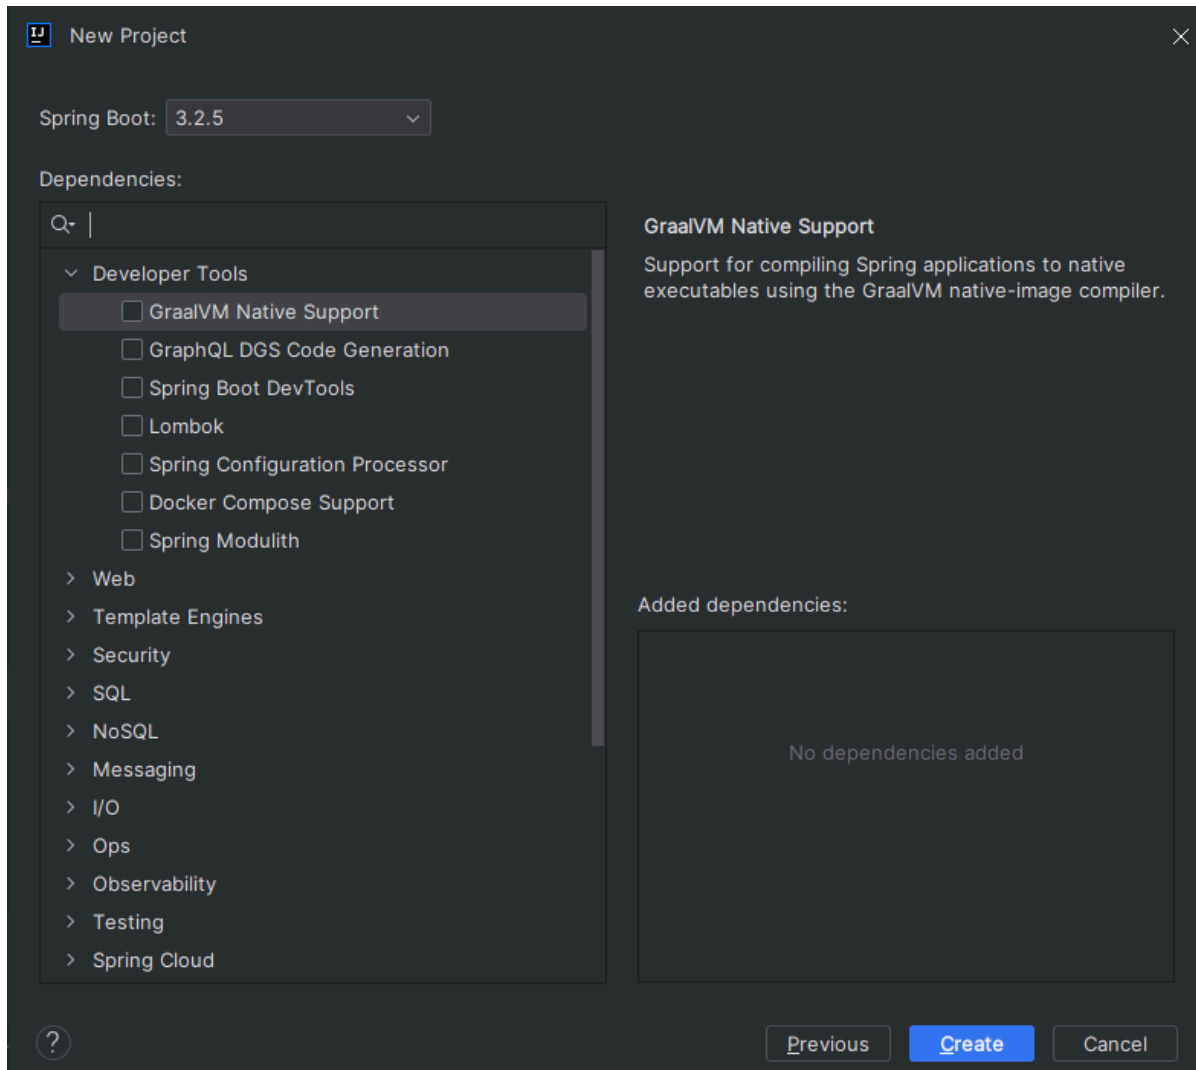 IJ New Project
Spring Boot: 3.2.5
Dependencies:
Developer Tools
GraalVM Native Support
GraphQL DGS Code Generation
Spring Boot DevTools
Lombok
Spring Configuration Processor
Docker Compose Support
Spring Modulith
Web
Template Engines
Security
SQL
NoSQL
Messaging
I/O
Ops
Observability
Testing
Spring Cloud
GraalVM Native Support
Support for compiling Spring applications to native
executables using the GraalVM native-image compiler.
Added dependencies:
No dependencies added
?
Previous
Create
Cancel